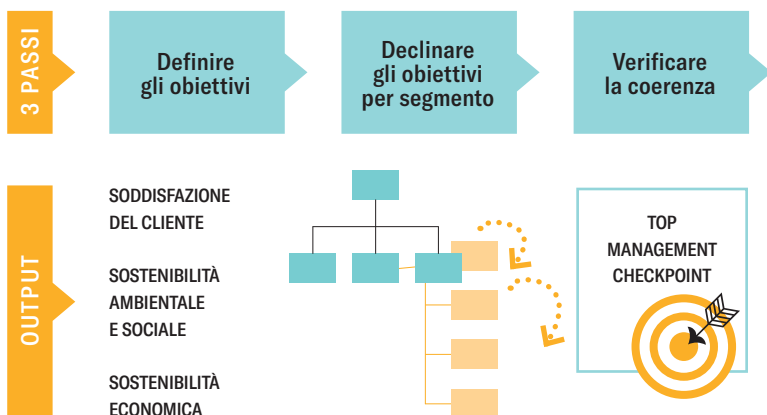 3 PASSI
Definire
gli obiettivi
Declinare
gli obiettivi
per segmento
Verificare
la coerenza
OUTPUT
SODDISFAZIONE
DEL CLIENTE
SOSTENIBILITÀ
AMBIENTALE
E SOCIALE
SOSTENIBILITÀ
ECONOMICA
TOP
MANAGEMENT
CHECKPOINT